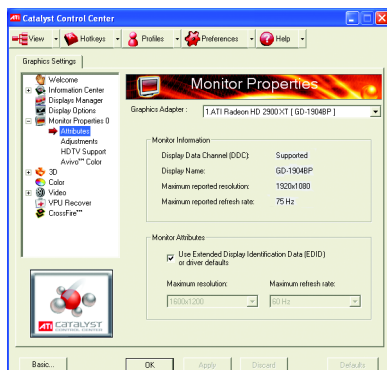 ATI Catalyst Control Center
View Hotkeys Profiles Preferences Help
Graphics Settings
Welcome
Information Center
Displays Manager
Display Options
Monitor Properties 0
Attributes
Adjustments
HDTV Support
Avivo™ Color
3D
Color
Video
VPU Recover
CrossFire™
ATI CATALYST
CONTROL CENTER
Monitor Properties
Graphics Adapter : 1.ATI Radeon HD 2900 XT [ GD-1904BP ]
Monitor Information
Display Data Channel (DDC): Supported
Display Name: GD-1904BP
Maximum reported resolution: 1920x1080
Maximum reported refresh rate: 75 Hz
Monitor Attributes
Use Extended Display Identification Data (EDID)
or driver defaults
Maximum resolution: Maximum refresh rate:
1600x1200 60 Hz
Basic... OK Apply Discard Defaults